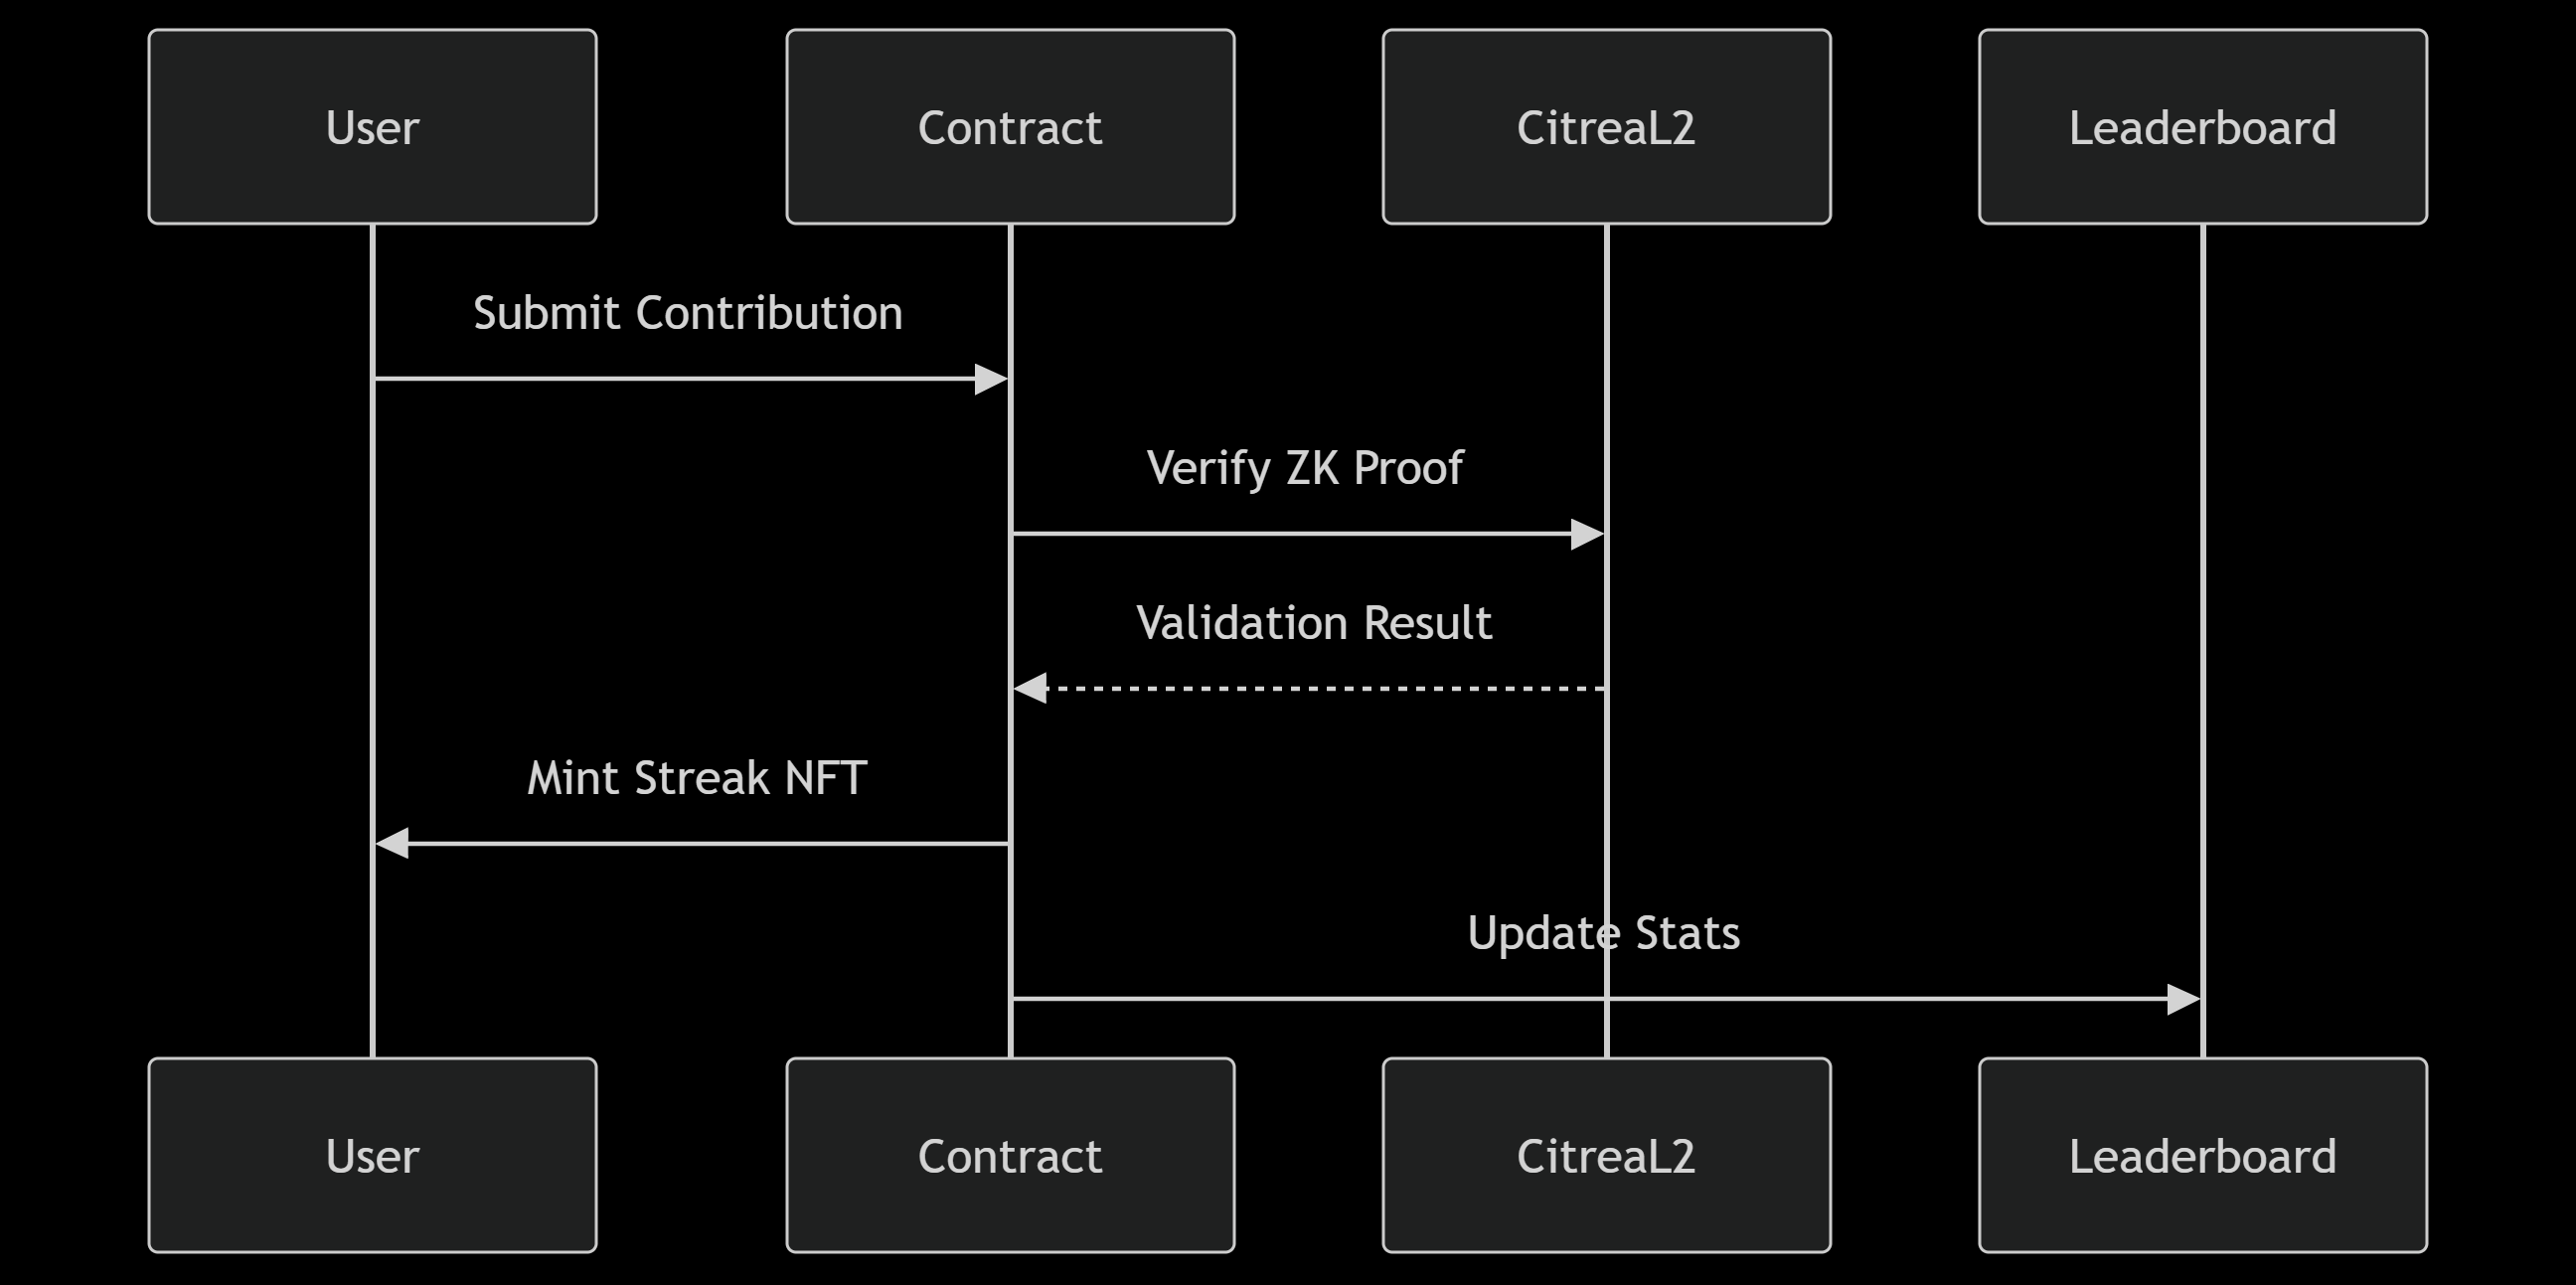 User
Contract
CitreaL2
Leaderboard
Submit Contribution
Verify ZK Proof
Validation Result
Mint Streak NFT
Update Stats
User
Contract
CitreaL2
Leaderboard